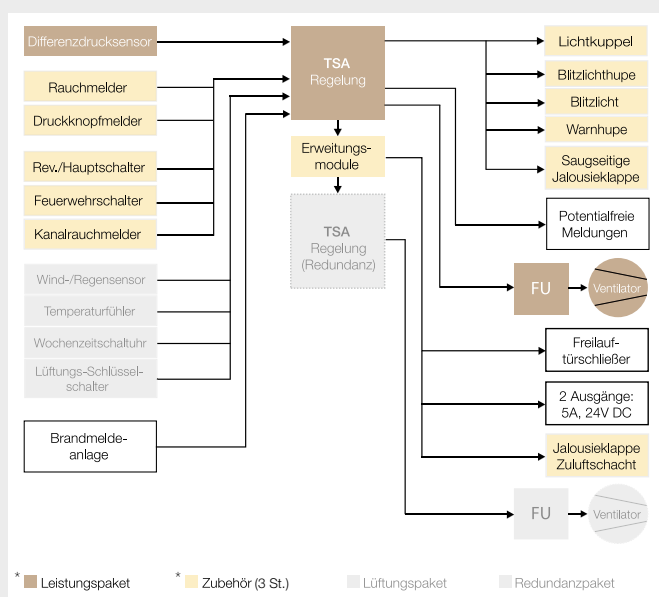 Differenzdrucksensor
Rauchmelder
Druckknopfmelder
Rev./Hauptschalter
Feuerwehrschalter
Kanalrauchmelder
Wind-/Regensensor
Temperaturfühler
Wochenzeitschaltuhr
Lüftungs-Schlüssel-
schalter
Brandmelde-
anlage
TSA
Regelung
Erweitungs-
module
TSA
Regelung
(Redundanz)
Lichtkuppel
Blitzlichthupe
Blitzlicht
Warnhupe
Saugseitige
Jalousieklappe
Potentialfreie
Meldungen
FU
Ventilator
Freilauf-
türschließer
2 Ausgänge:
5A, 24V DC
Jalousieklappe
Zuluftschacht
FU
Ventilator
* Leistungspaket
* Zubehör (3 St.)
Lüftungspaket
Redundanzpaket